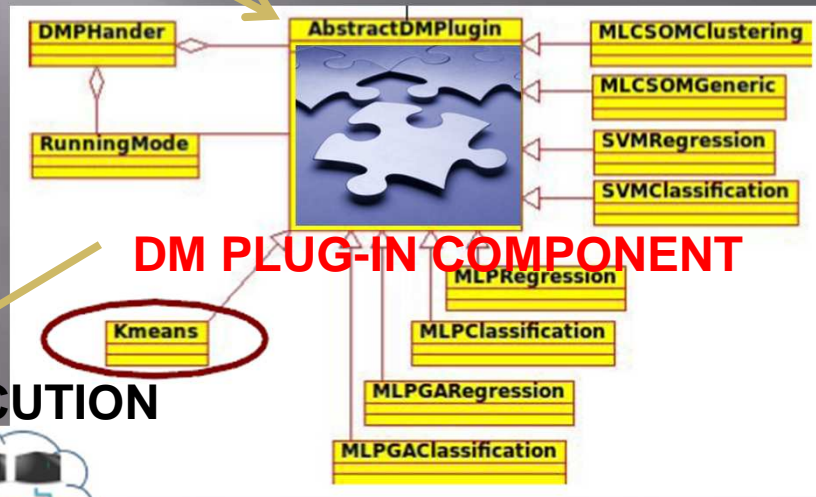 DMPHander
AbstractDMPlugin
MLCSOMClustering
MLCSOMGeneric
RunningMode
SVMRegression
SVMClassification
DM PLUG-IN COMPONENT
MLPRegression
Kmeans
MLPClassification
CUTION
MLPGARegression
MLPGAClassification